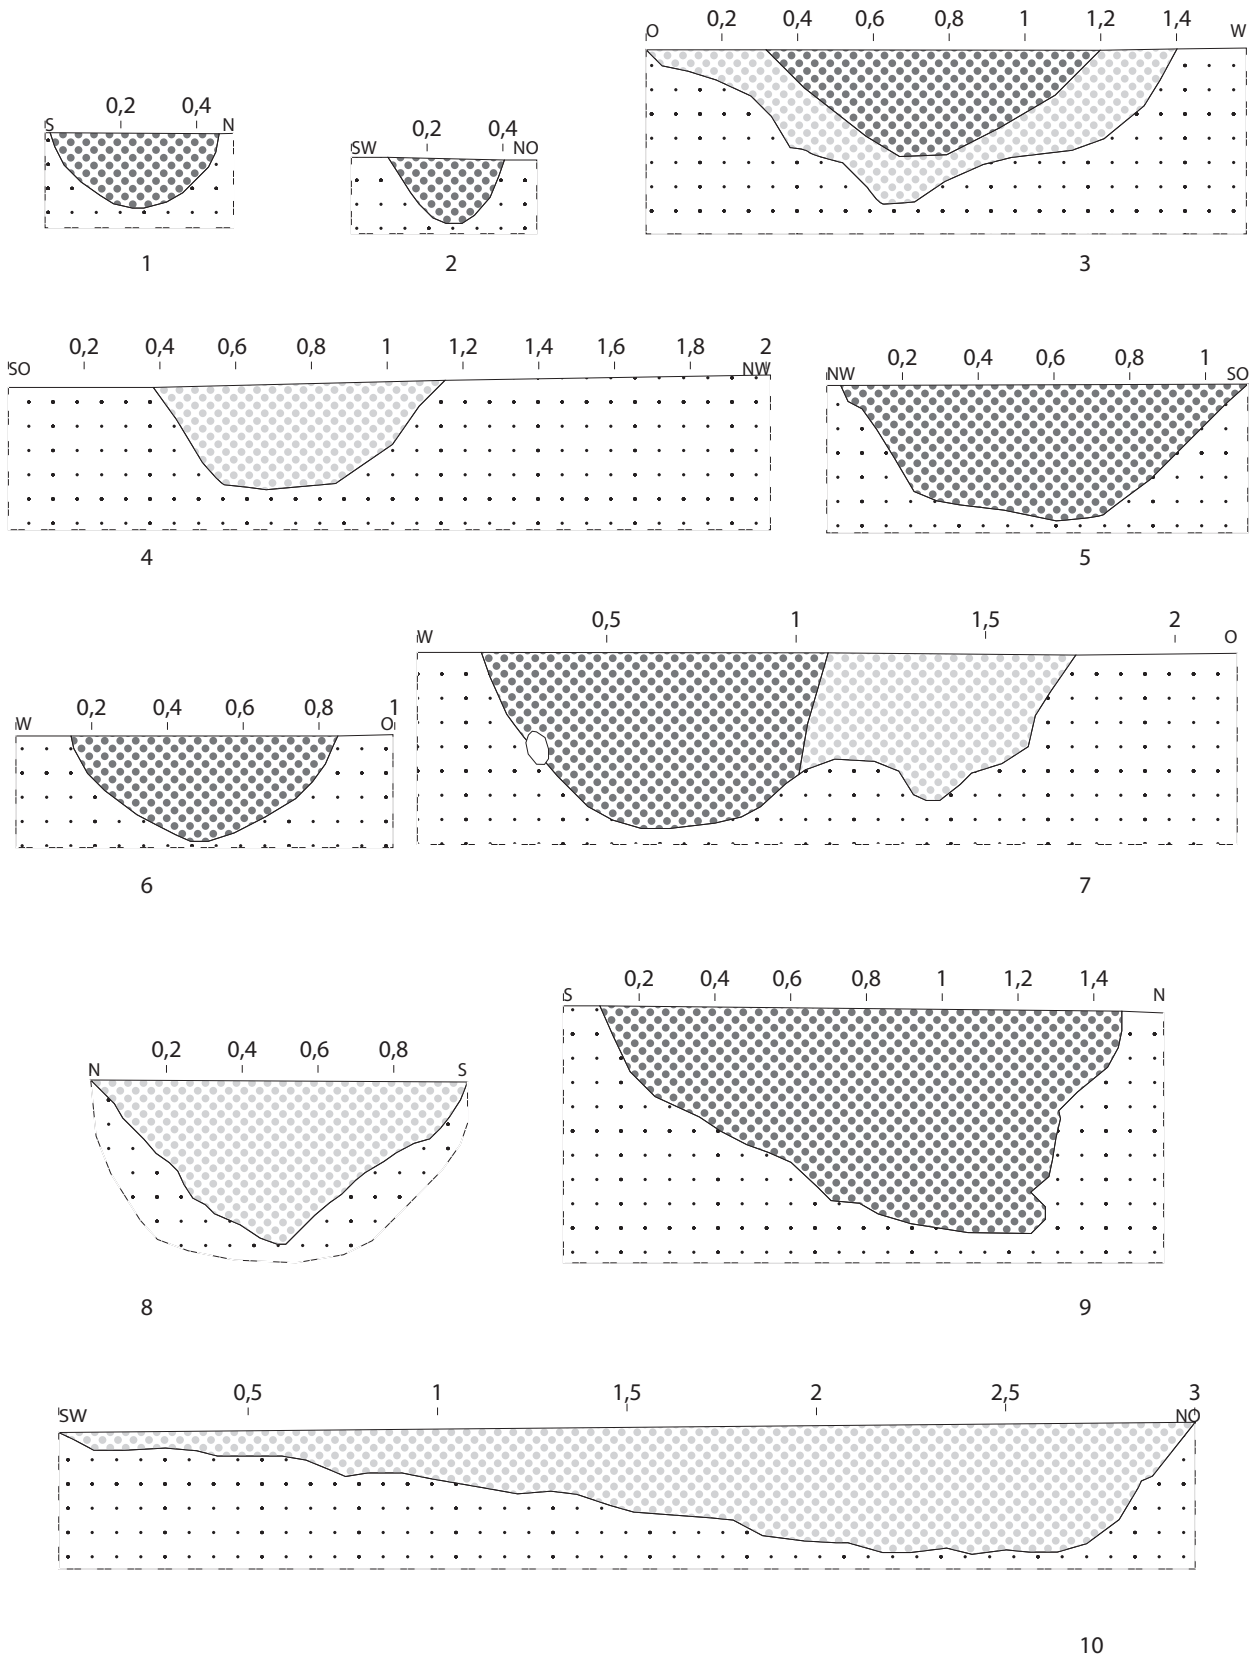 0,2 0,4
S N
1
0,2 0,4
SW NO
2
0,2 0,4 0,6 0,8 1 1,2 1,4
O W
3
0,2 0,4 0,6 0,8 1 1,2 1,4 1,6 1,8 2
SO NW
4
0,2 0,4 0,6 0,8 1
NW SO
5
0,2 0,4 0,6 0,8 1
W O
6
0,5 1 1,5 2
W O
7
0,2 0,4 0,6 0,8
N S
8
0,2 0,4 0,6 0,8 1 1,2 1,4
S N
9
0,5 1 1,5 2 2,5 3
SW NO
10